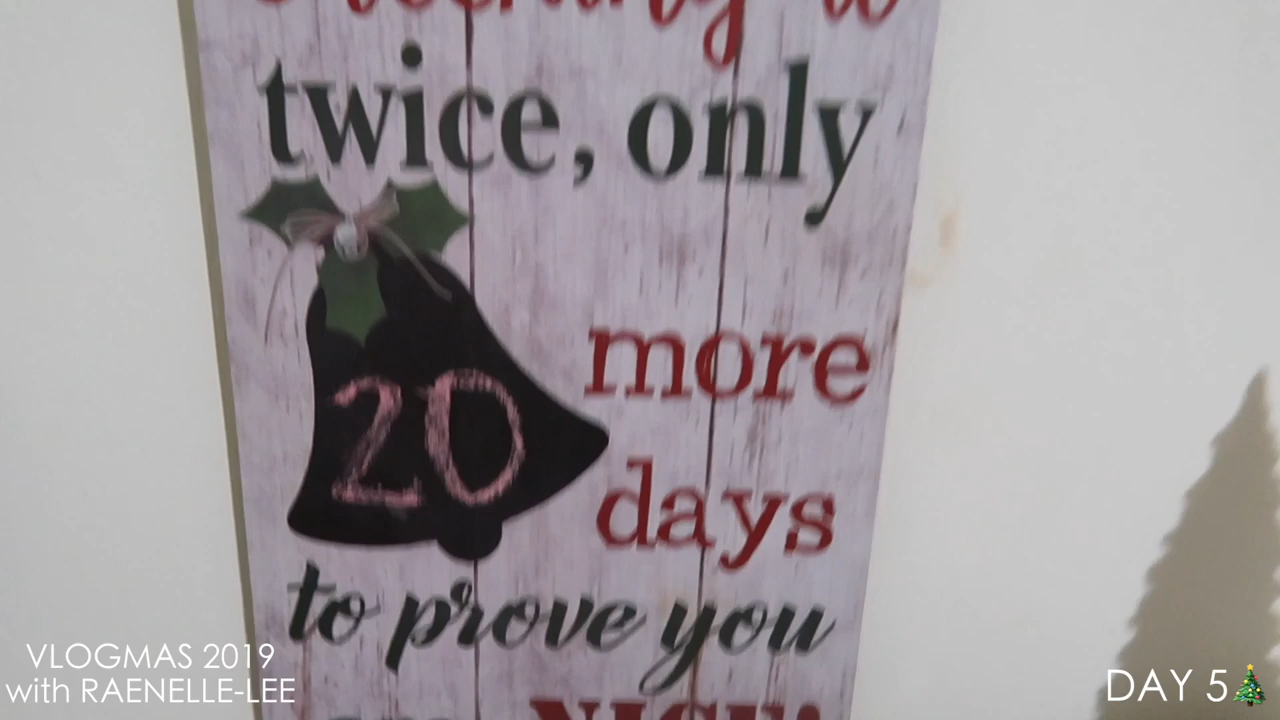 twice, only
20
more
days
to prove you
VLOGMAS 2019
with RAENELLE-LEE
DAY 5🎄